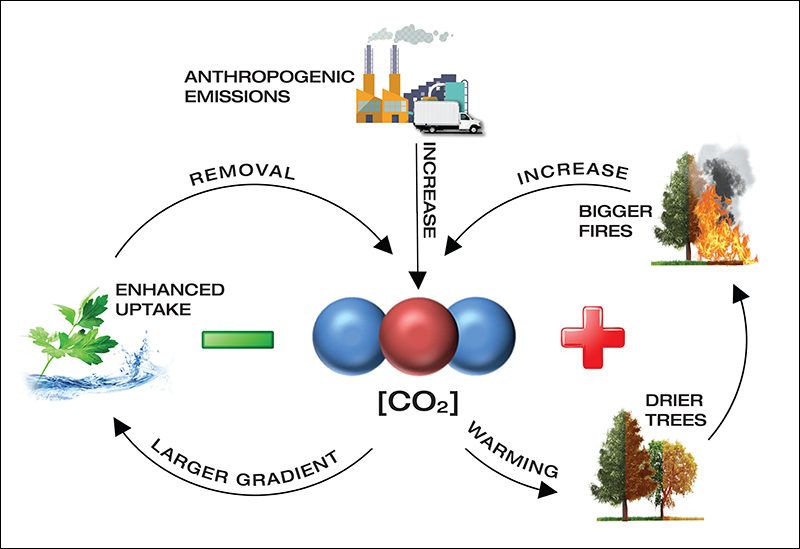 ANTHROPOGENIC
EMISSIONS
REMOVAL
INCREASE
INCREASE
BIGGER
FIRES
ENHANCED
UPTAKE
[CO₂]
DRIER
TREES
LARGER GRADIENT
WARMING